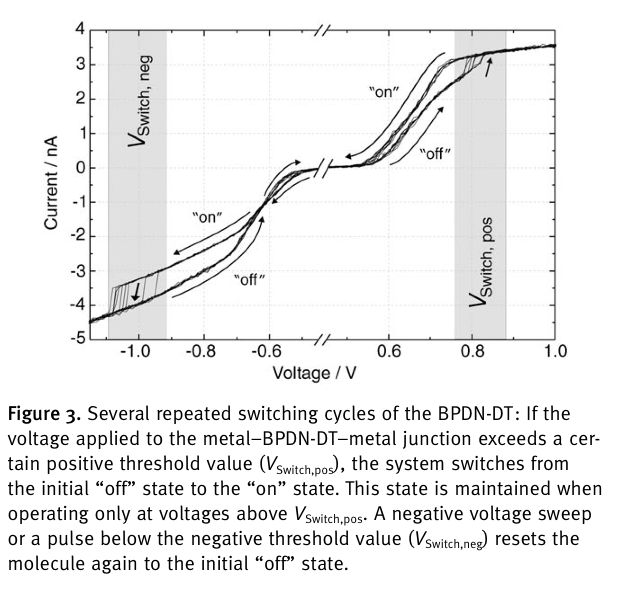 4
3
2
1
0
-1
-2
-3
-4
-5
Current / nA
VSwitch, neg
"on"
"off"
"on"
"off"
VSwitch, pos
-1.0 -0.8 -0.6 0.6 0.8 1.0
Voltage / V
Figure 3. Several repeated switching cycles of the BPDN-DT: If the
voltage applied to the metal–BPDN-DT–metal junction exceeds a cer-
tain positive threshold value (VSwitch,pos), the system switches from
the initial “off” state to the “on” state. This state is maintained when
operating only at voltages above VSwitch,pos. A negative voltage sweep
or a pulse below the negative threshold value (VSwitch,neg) resets the
molecule again to the initial “off” state.